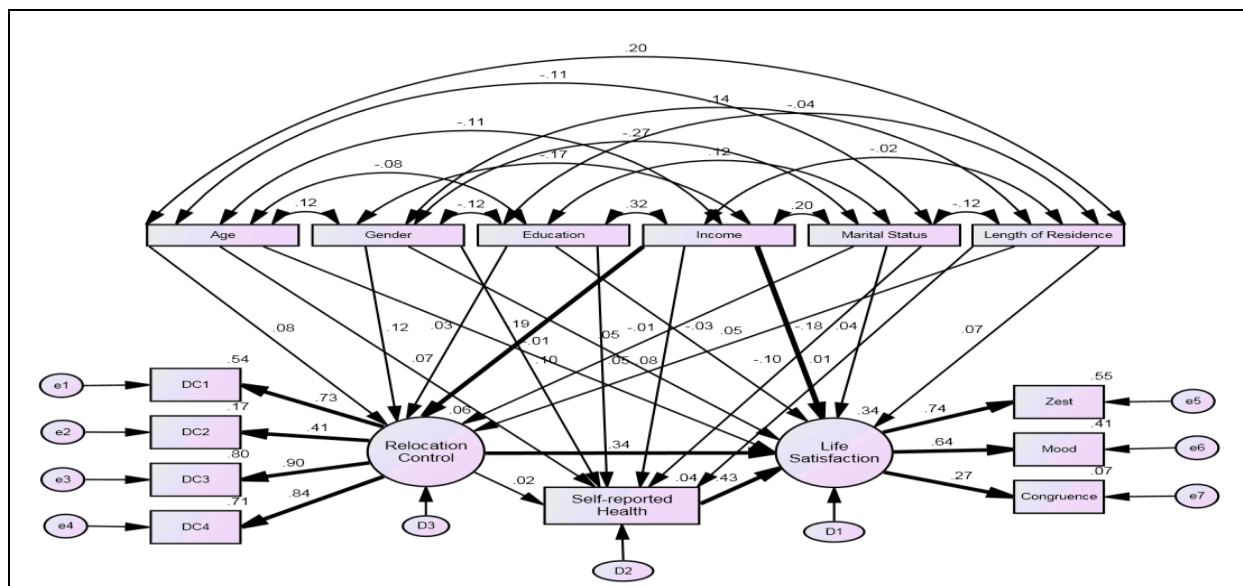 .20
-.11
.14
-.04
-.11
-.27
-.02
-.17
-.08
.12
.12
-.12
.32
.20
-.12
Age
Gender
Education
Income
Marital Status
Length of Residence
.08
.12
.03
.19
-.01
-.03
.05
-.18
.04
.07
-.01
.05
.01
.07
.10
.05
.08
-.10
.54
e1
DC1
.73
.17
e2
DC2
.41
.80
e3
DC3
.90
.71
e4
DC4
.84
.06
Relocation
Control
D3
.34
.02
.04
Self-reported
Health
.43
D2
.34
Life
Satisfaction
D1
.74
.55
Zest
e5
.64
.41
Mood
e6
.27
.07
Congruence
e7